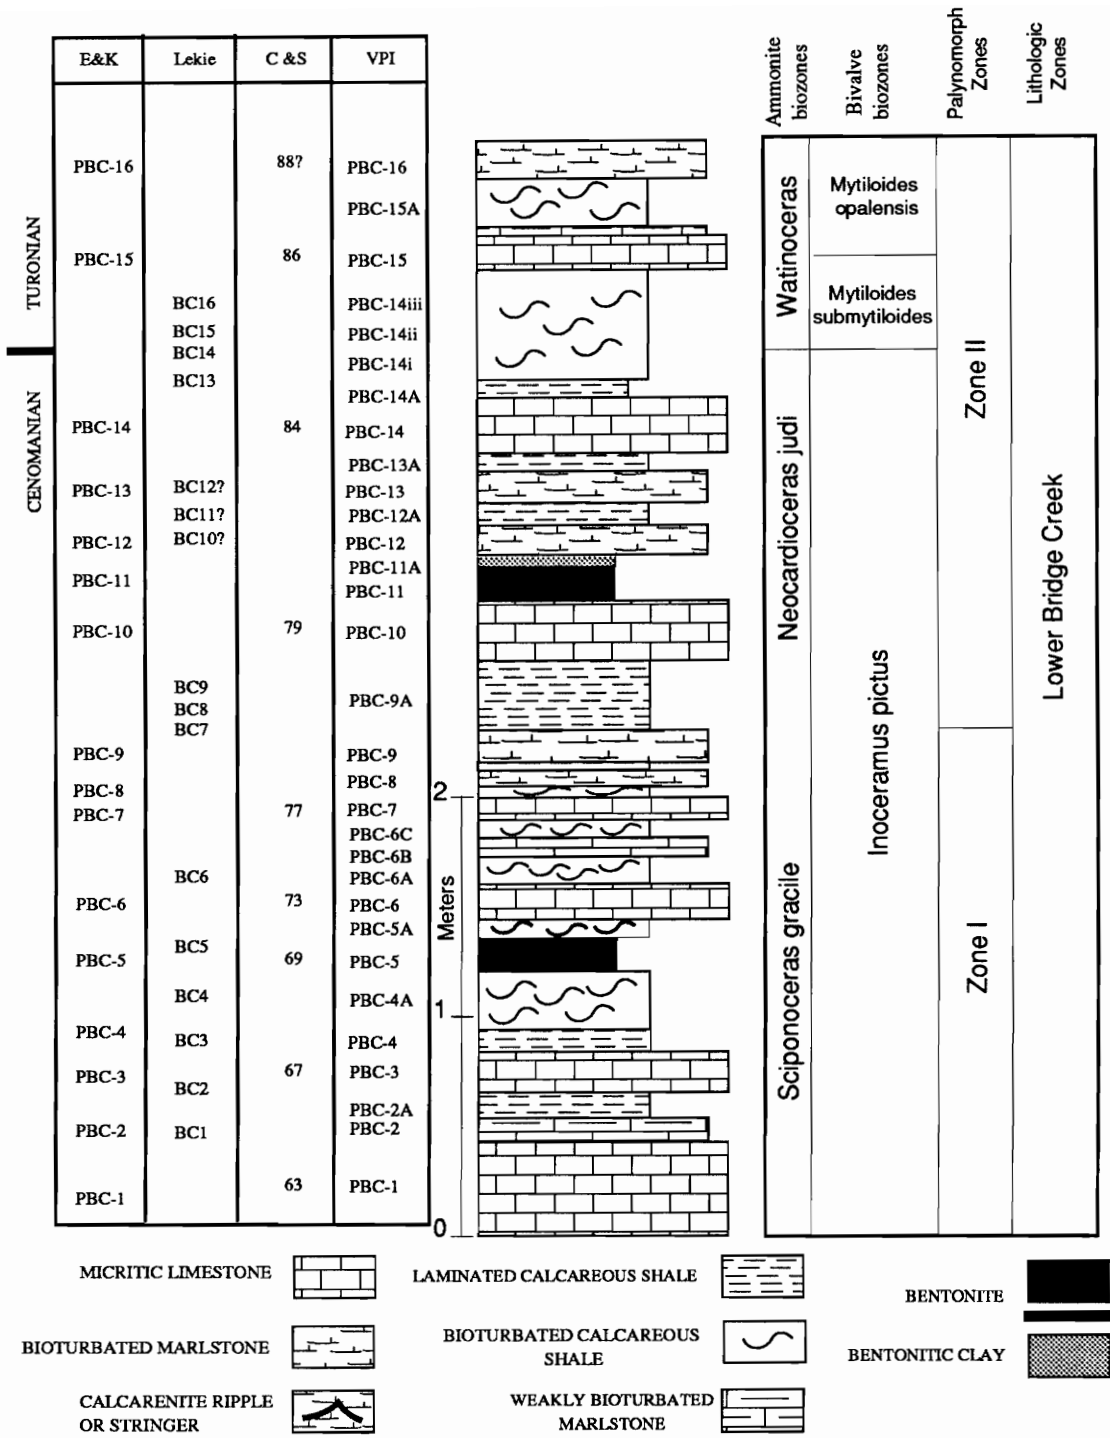 E&K Lekie C &S VPI
Ammonite biozones
Bivalve biozones
Palynomorph Zones
Lithologic Zones
TURONIAN
CENOMANIAN
PBC-16
PBC-15
PBC-14
PBC-13
PBC-12
PBC-11
PBC-10
PBC-9
PBC-8
PBC-7
PBC-6
PBC-5
PBC-4
PBC-3
PBC-2
PBC-1
BC16
BC15
BC14
BC13
BC12?
BC11?
BC10?
BC9
BC8
BC7
BC6
BC5
BC4
BC3
BC2
BC1
88?
86
84
79
77
73
69
67
63
PBC-16
PBC-15A
PBC-15
PBC-14iii
PBC-14ii
PBC-14i
PBC-14A
PBC-14
PBC-13A
PBC-13
PBC-12A
PBC-12
PBC-11A
PBC-11
PBC-10
PBC-9A
PBC-9
PBC-8
PBC-7
PBC-6C
PBC-6B
PBC-6A
PBC-6
PBC-5A
PBC-5
PBC-4A
PBC-4
PBC-3
PBC-2A
PBC-2
PBC-1
2
Meters
1
0
Watinoceras
Neocardioceras judi
Sciponoceras gracile
Mytiloides
opalensis
Mytiloides
submytiloides
Inoceramus pictus
Zone II
Zone I
Lower Bridge Creek
MICRITIC LIMESTONE
BIOTURBATED MARLSTONE
CALCARENITE RIPPLE
OR STRINGER
LAMINATED CALCAREOUS SHALE
BIOTURBATED CALCAREOUS
SHALE
WEAKLY BIOTURBATED
MARLSTONE
BENTONITE
BENTONITIC CLAY